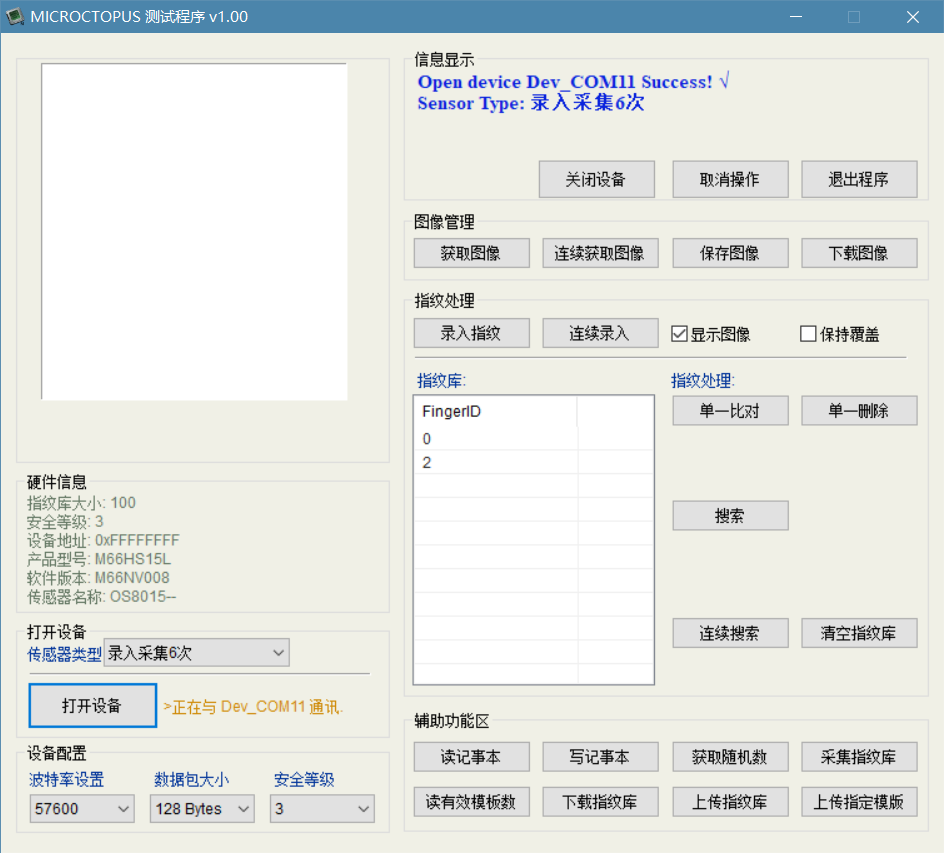 MICROCTOPUS 测试程序 v1.00
信息显示
Open device Dev_COM11 Success! √
Sensor Type: 录入采集6次
关闭设备 取消操作 退出程序
图像管理
获取图像 连续获取图像 保存图像 下载图像
指纹处理
录入指纹 连续录入 显示图像 保持覆盖
指纹库: 指纹处理:
FingerID
0
2
单一比对 单一删除
搜索
连续搜索 清空指纹库
硬件信息
指纹库大小: 100
安全等级: 3
设备地址: 0xFFFFFFFF
产品型号: M66HS15L
软件版本: M66NV008
传感器名称: OS8015--
打开设备
传感器类型 录入采集6次
打开设备 >正在与 Dev_COM11 通讯.
设备配置
波特率设置 数据包大小 安全等级
57600 128 Bytes 3
辅助功能区
读记事本 写记事本 获取随机数 采集指纹库
读有效模板数 下载指纹库 上传指纹库 上传指定模版